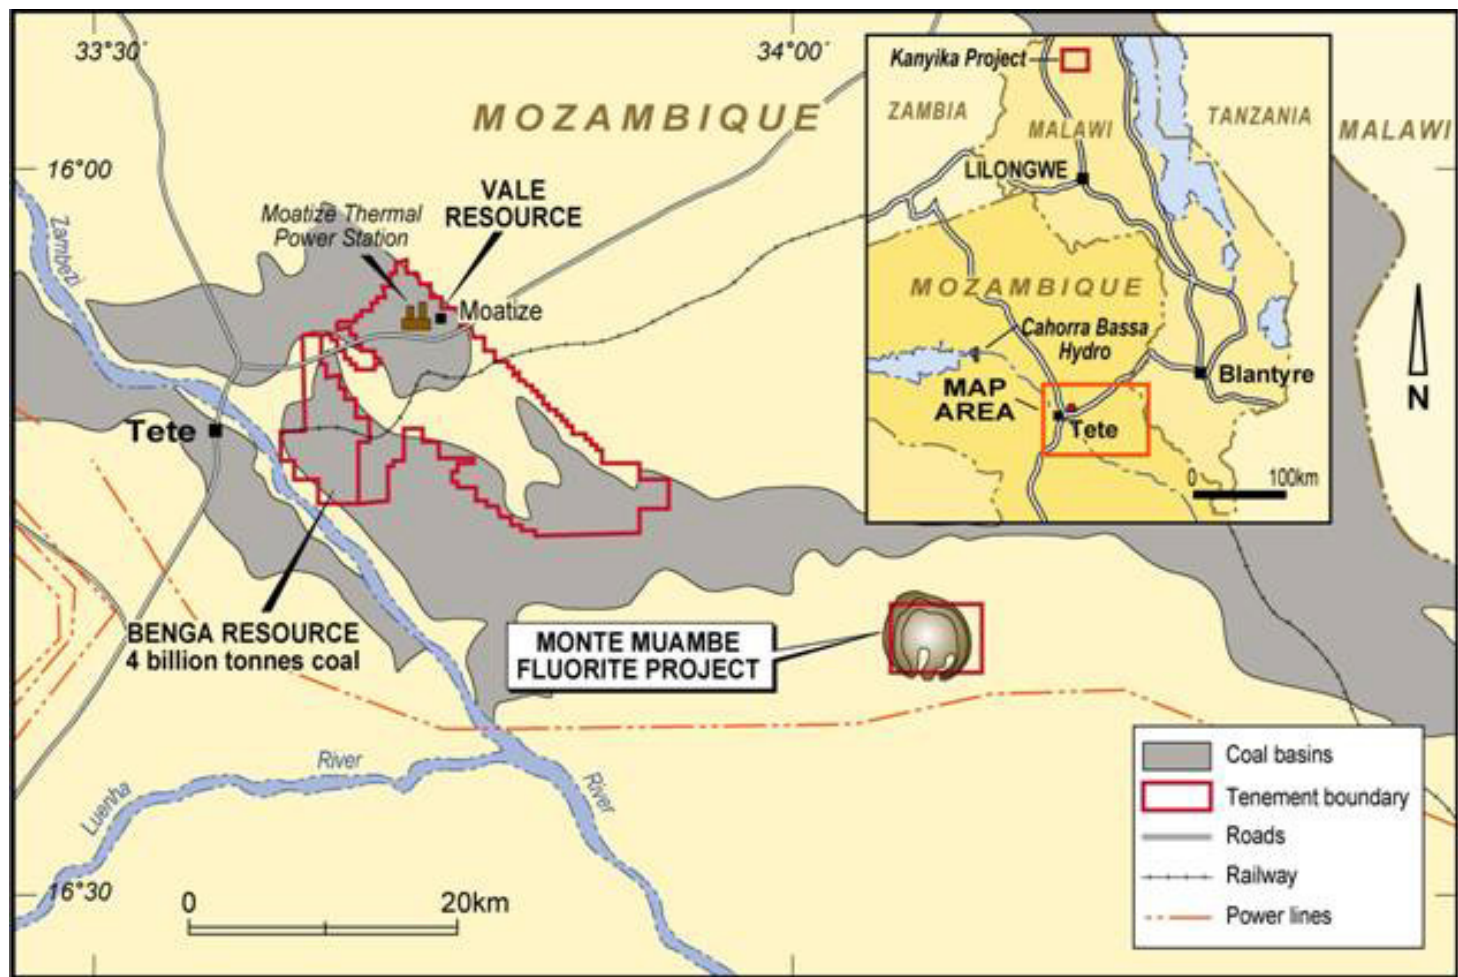 33°30´
34°00´
16°00
16°30
MOZAMBIQUE
MALAWI
Zambezi
Moatize Thermal
Power Station
VALE
RESOURCE
Moatize
Tete
BENGA RESOURCE
4 billion tonnes coal
MONTE MUAMBE
FLUORITE PROJECT
Luenha
River
River
0
20km
Kanyika Project
ZAMBIA
MALAWI
TANZANIA
LILONGWE
MOZAMBIQUE
Cahorra Bassa
Hydro
MAP
AREA
Blantyre
Tete
0
100km
N
Coal basins
Tenement boundary
Roads
Railway
Power lines